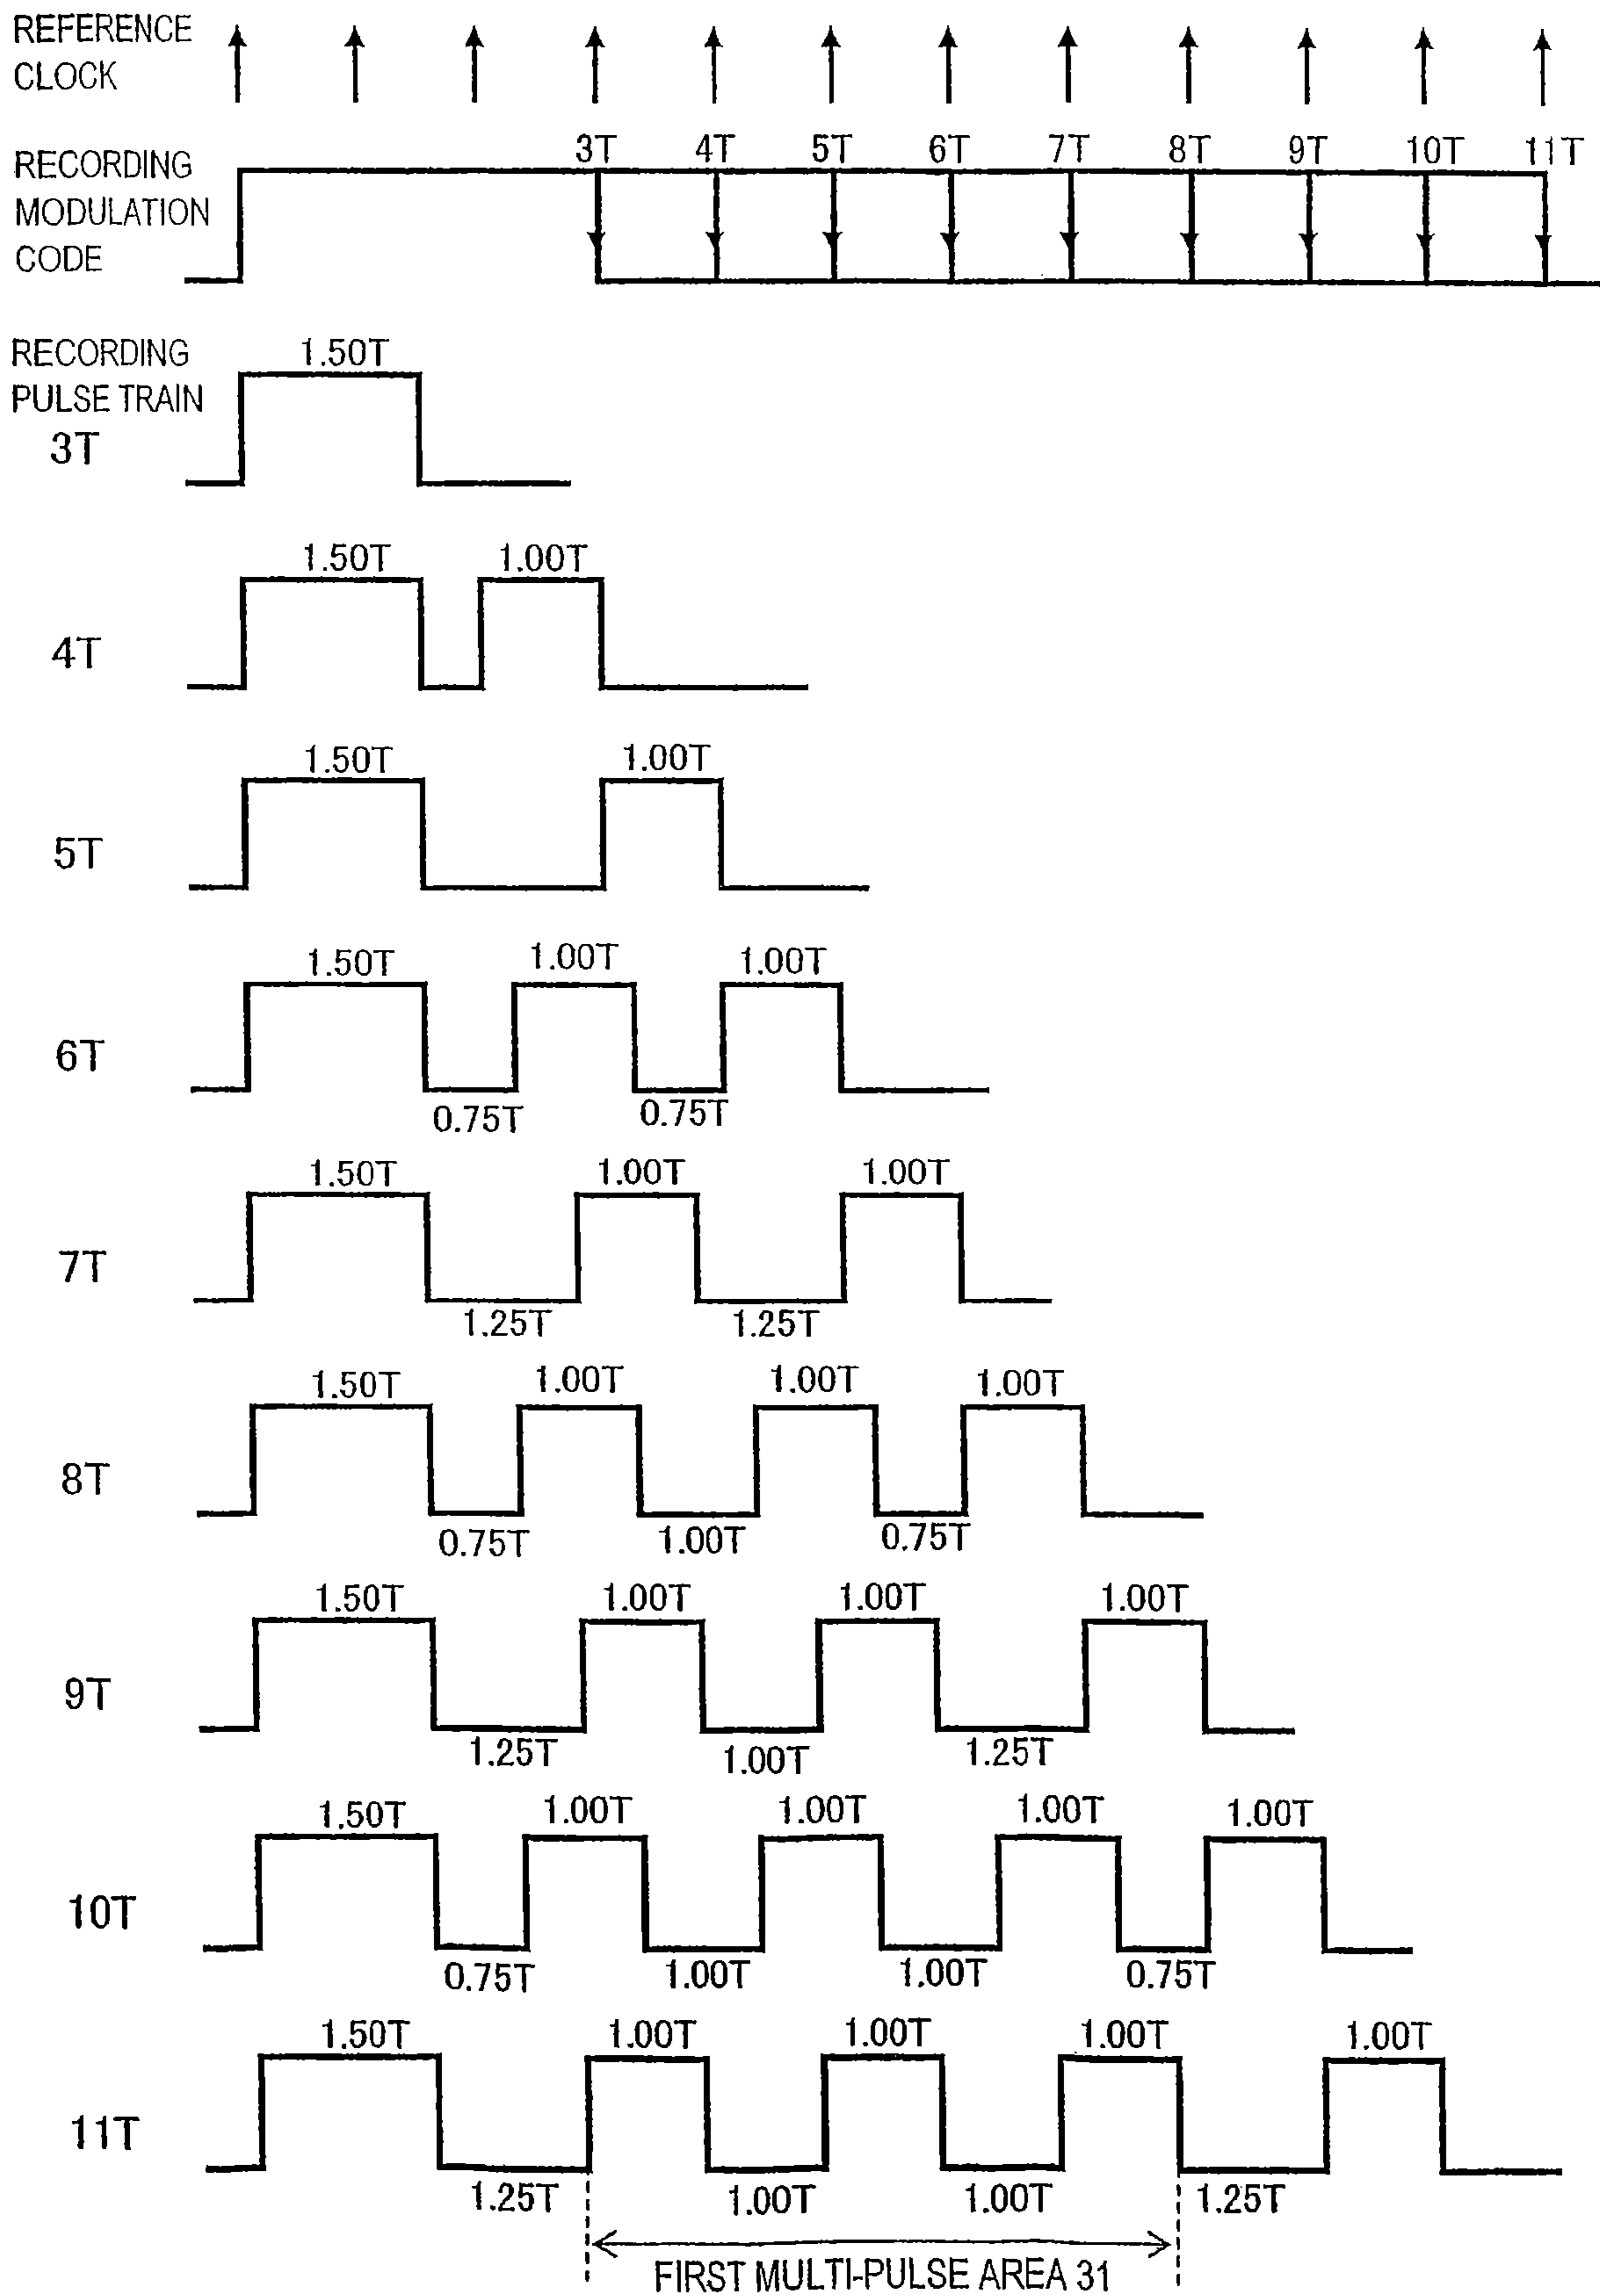 REFERENCE
CLOCK
3T 4T 5T 6T 7T 8T 9T 10T 11T
RECORDING
MODULATION
CODE
RECORDING
PULSE TRAIN
3T
1.50T
4T
1.50T 1.00T
5T
1.50T 1.00T
6T
1.50T 1.00T 1.00T
0.75T 0.75T
7T
1.50T 1.00T 1.00T
1.25T 1.25T
8T
1.50T 1.00T 1.00T 1.00T
0.75T 1.00T 0.75T
9T
1.50T 1.00T 1.00T 1.00T
1.25T 1.00T 1.25T
10T
1.50T 1.00T 1.00T 1.00T 1.00T
0.75T 1.00T 1.00T 0.75T
11T
1.50T 1.00T 1.00T 1.00T 1.00T
1.25T 1.00T 1.00T 1.25T
FIRST MULTI-PULSE AREA 31